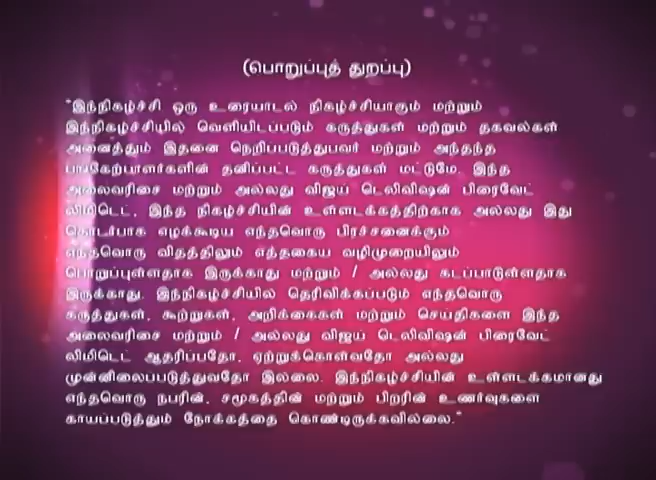 (பொறுப்புத் துறப்பு)
"இந்நிகழ்ச்சி ஒரு உரையாடல் நிகழ்ச்சியாகும் மற்றும்
இந்நிகழ்ச்சியில் வெளியிடப்படும் கருத்துகள் மற்றும் தகவல்கள்
அனைத்தும் இதனை நெறிப்படுத்துபவர் மற்றும் அந்தந்த
பங்கேற்பாளர்களின் தனிப்பட்ட கருத்துகள் மட்டுமே. இந்த
அலைவரிசை மற்றும் அல்லது விஜய் டெலிவிஷன் பிரைவேட்
லிமிடெட், இந்த நிகழ்ச்சியின் உள்ளடக்கத்திற்காக அல்லது இது
தொடர்பாக எழக்கூடிய எந்தவொரு பிரச்சனைக்கும்
எந்தவொரு விதத்திலும் எத்தகைய வழிமுறையிலும்
பொறுப்புள்ளதாக இருக்காது மற்றும் / அல்லது கடப்பாடுள்ளதாக
இருக்காது. இந்நிகழ்ச்சியில் தெரிவிக்கப்படும் எந்தவொரு
கருத்துகள், கூற்றுகள், அறிக்கைகள் மற்றும் செய்திகளை இந்த
அலைவரிசை மற்றும் / அல்லது விஜய் டெலிவிஷன் பிரைவேட்
லிமிடெட் ஆதரிப்பதோ, ஏற்றுக்கொள்வதோ அல்லது
முன்னிலைப்படுத்துவதோ இல்லை. இந்நிகழ்ச்சியின் உள்ளடக்கமானது
எந்தவொரு நபரின், சமூகத்தின் மற்றும் பிறரின் உணர்வுகளை
காயப்படுத்தும் நோக்கத்தை கொண்டிருக்கவில்லை."